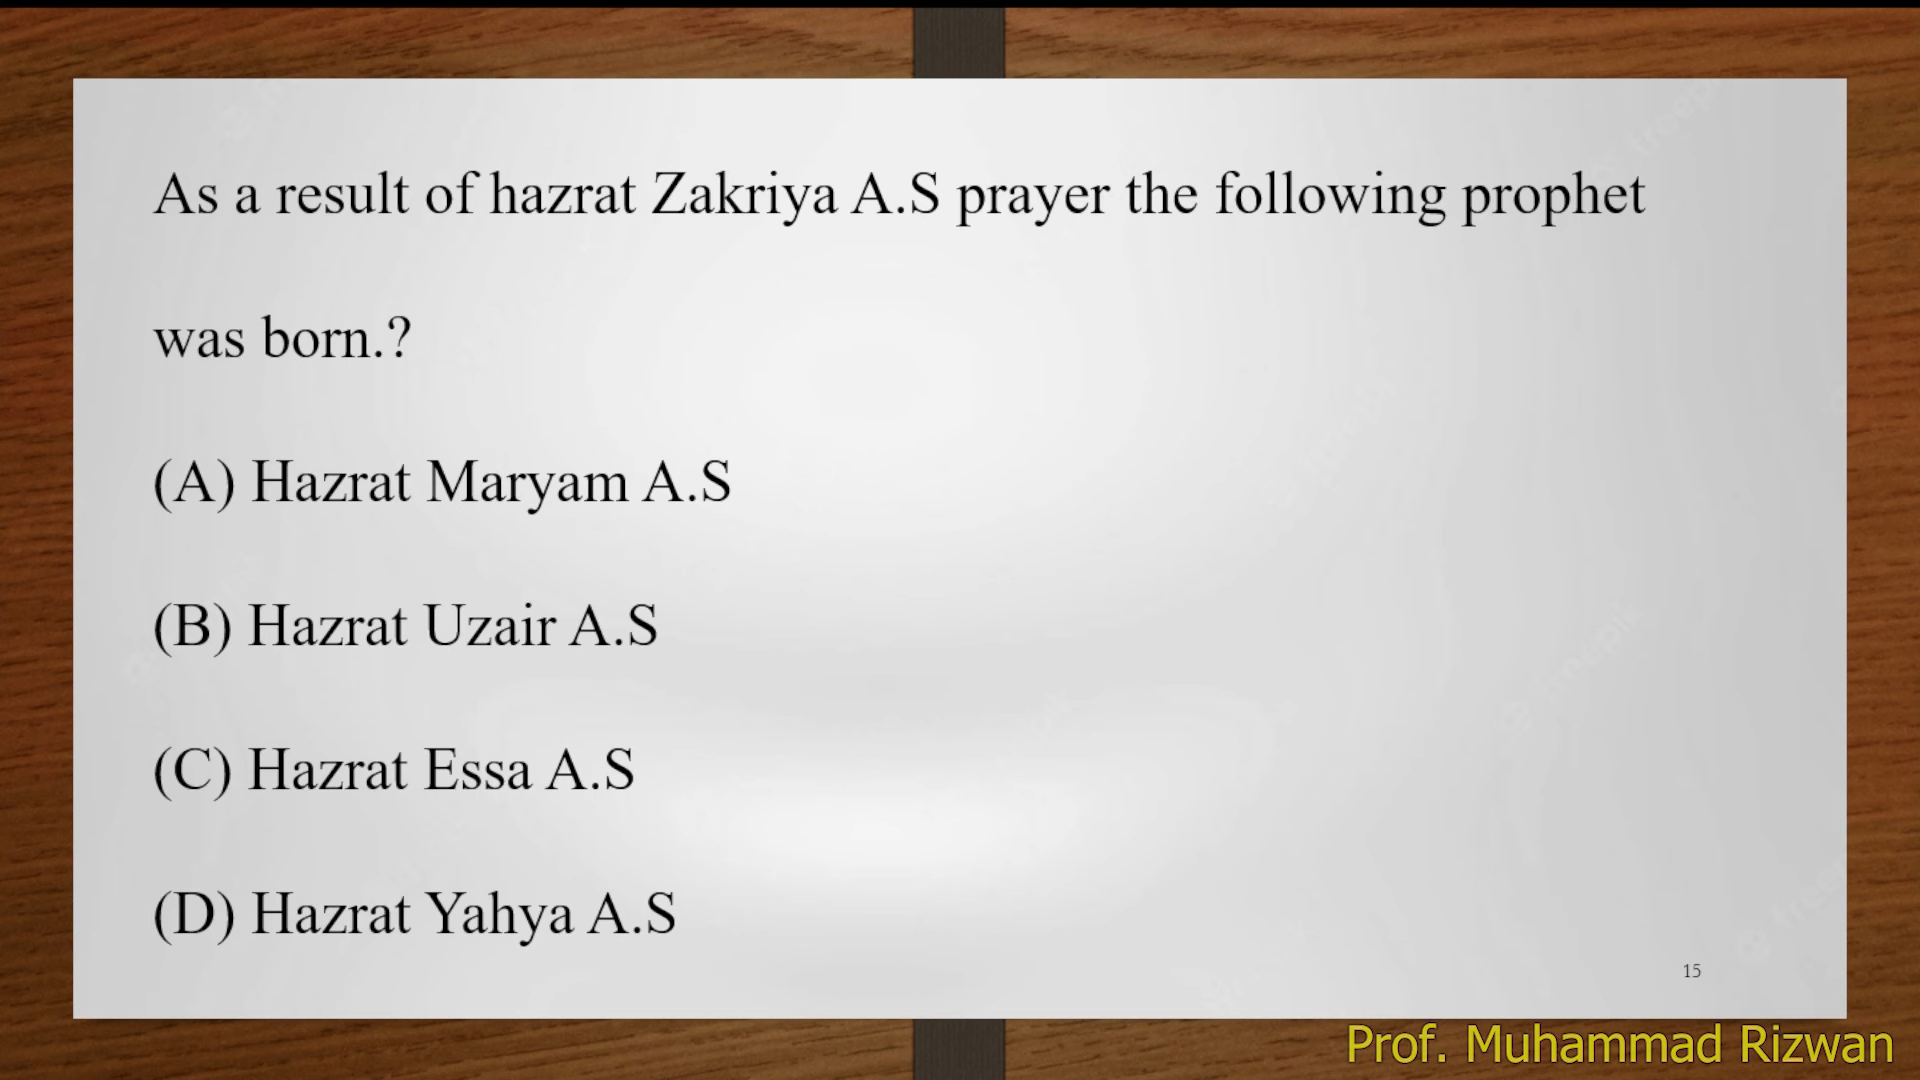 As a result of hazrat Zakriya A.S prayer the following prophet
was born.?
(A) Hazrat Maryam A.S
(B) Hazrat Uzair A.S
(C) Hazrat Essa A.S
(D) Hazrat Yahya A.S
15
Prof. Muhammad Rizwan